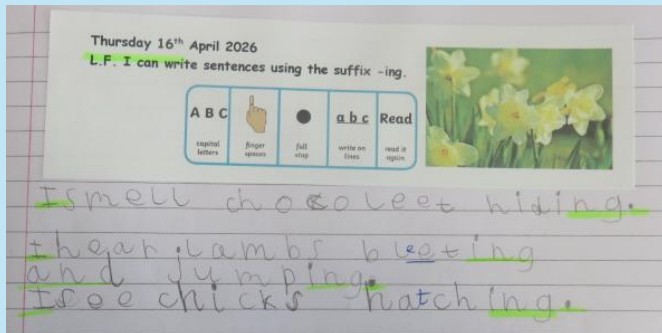 Thursday 16th April 2026
L.F. I can write sentences using the suffix -ing.
A B C
a b c
Read
capital letters
finger spaces
full stop
write on lines
read it again
I smell chocoleet hiding.
I hear lambs bleeting
and jumping.
I see chicks hatching.